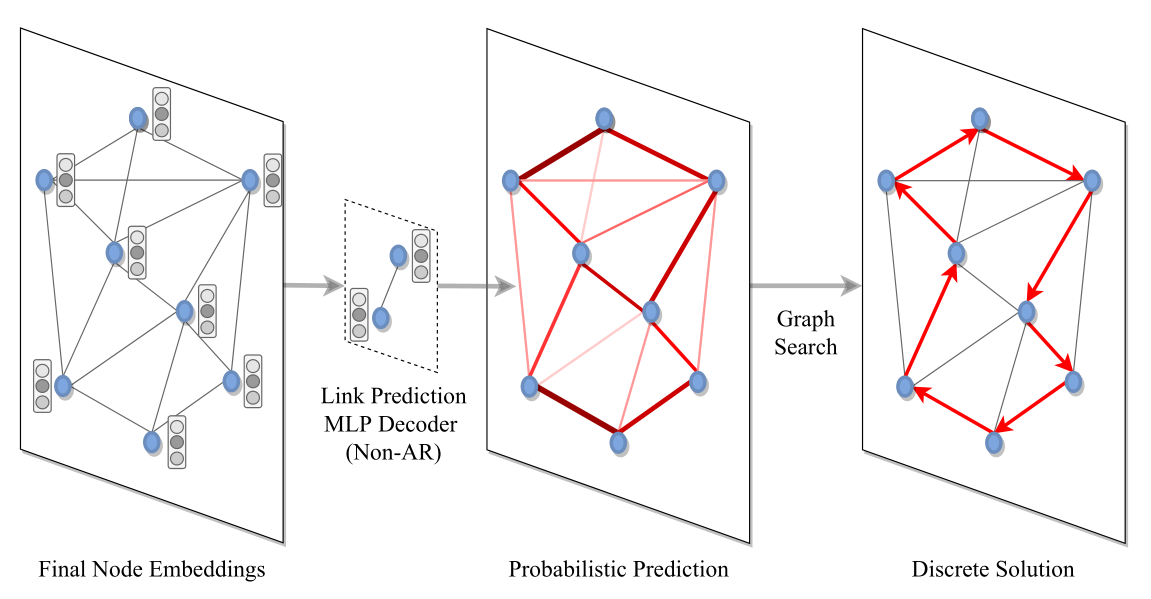 Graph
Search
Link Prediction
MLP Decoder
(Non-AR)
Final Node Embeddings
Probabilistic Prediction
Discrete Solution